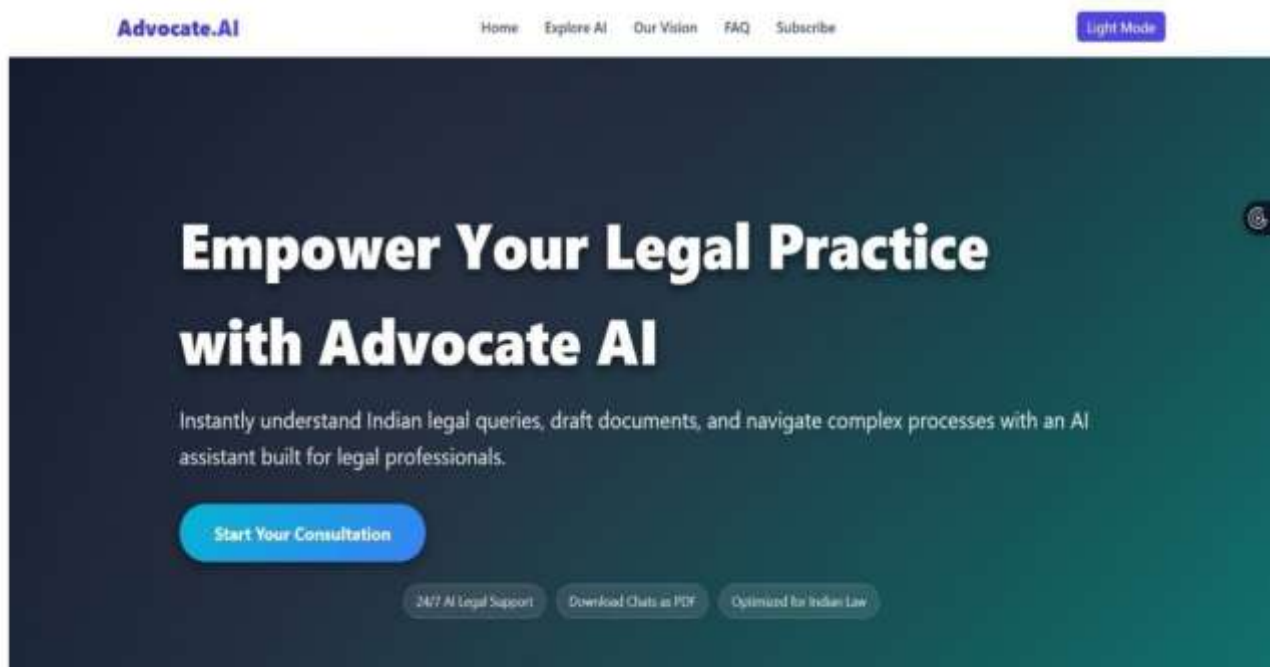 Advocate.AI
Home Explore AI Our Vision FAQ Subscribe
Light Mode
Empower Your Legal Practice
with Advocate AI
Instantly understand Indian legal queries, draft documents, and navigate complex processes with an AI
assistant built for legal professionals.
Start Your Consultation
24/7 AI Legal Support Download Chats as PDF Optimized for Indian Law